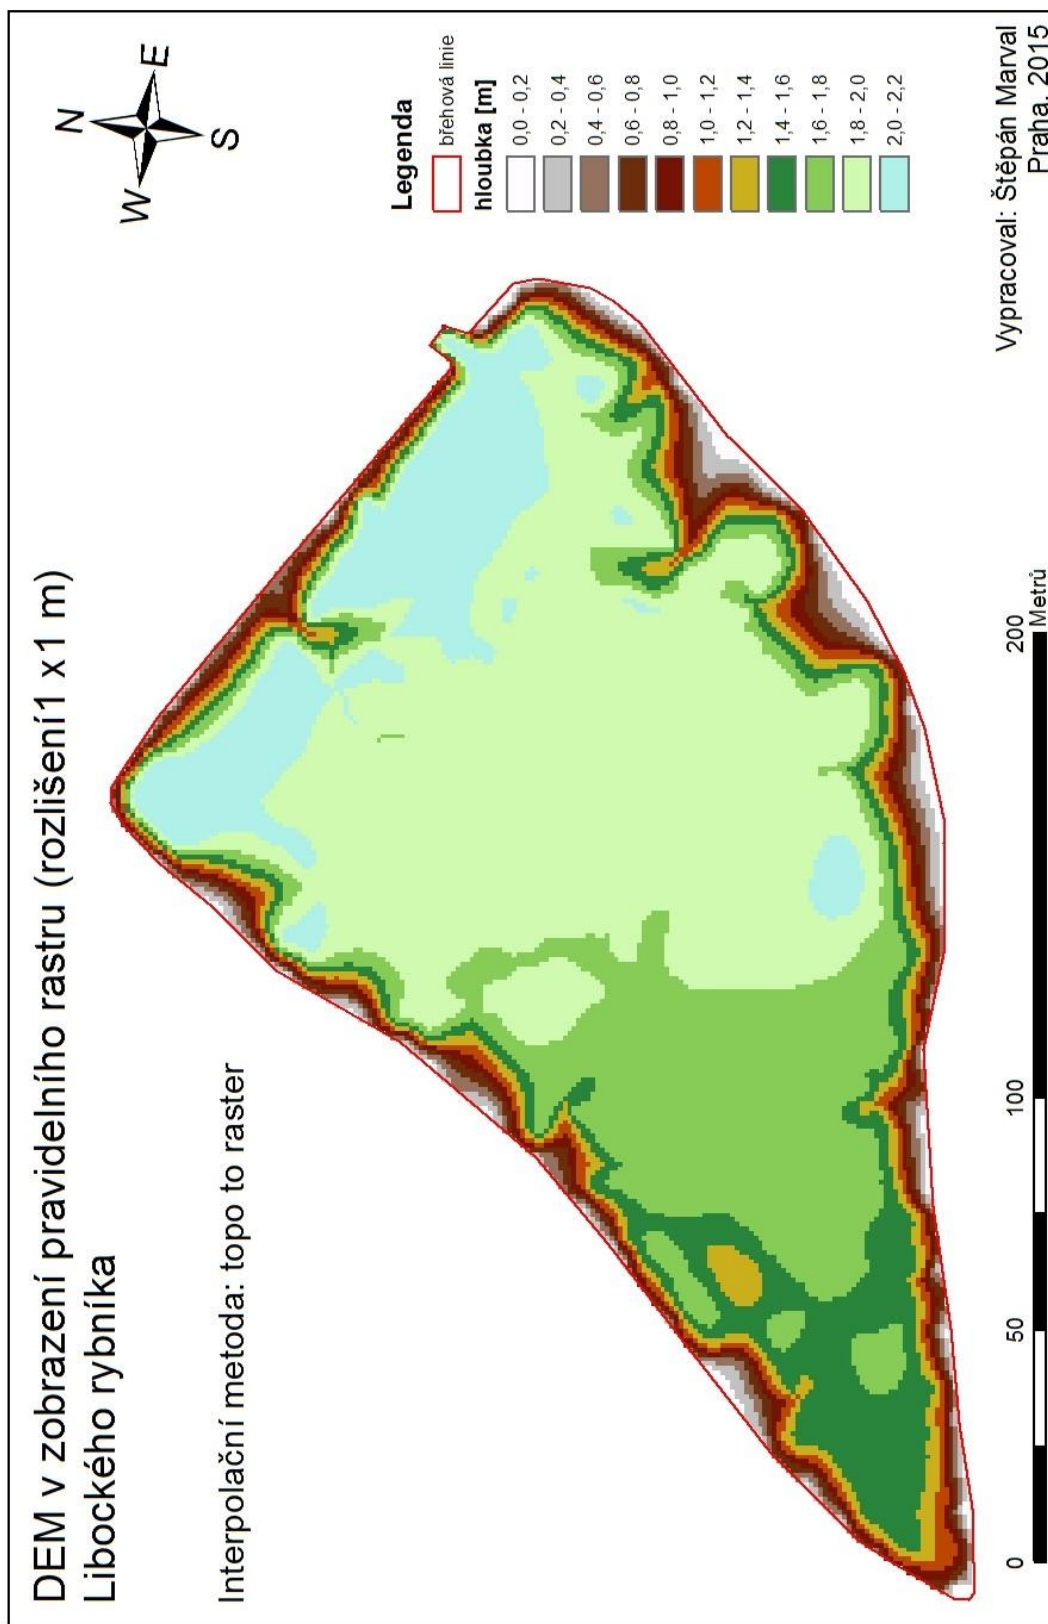 DEM v zobrazení pravidelního rastru (rozlišení1 x1 m)
Libockého rybníka
Interpolační metoda: topo to raster
N
W
E
S
Legenda
břehová linie
hloubka [m]
0,0 - 0,2
0,2 - 0,4
0,4 - 0,6
0,6 - 0,8
0,8 - 1,0
1,0 - 1,2
1,2 - 1,4
1,4 - 1,6
1,6 - 1,8
1,8 - 2,0
2,0 - 2,2
0
50
100
200
Metrů
Vypracoval: Štěpán Marval
Praha, 2015